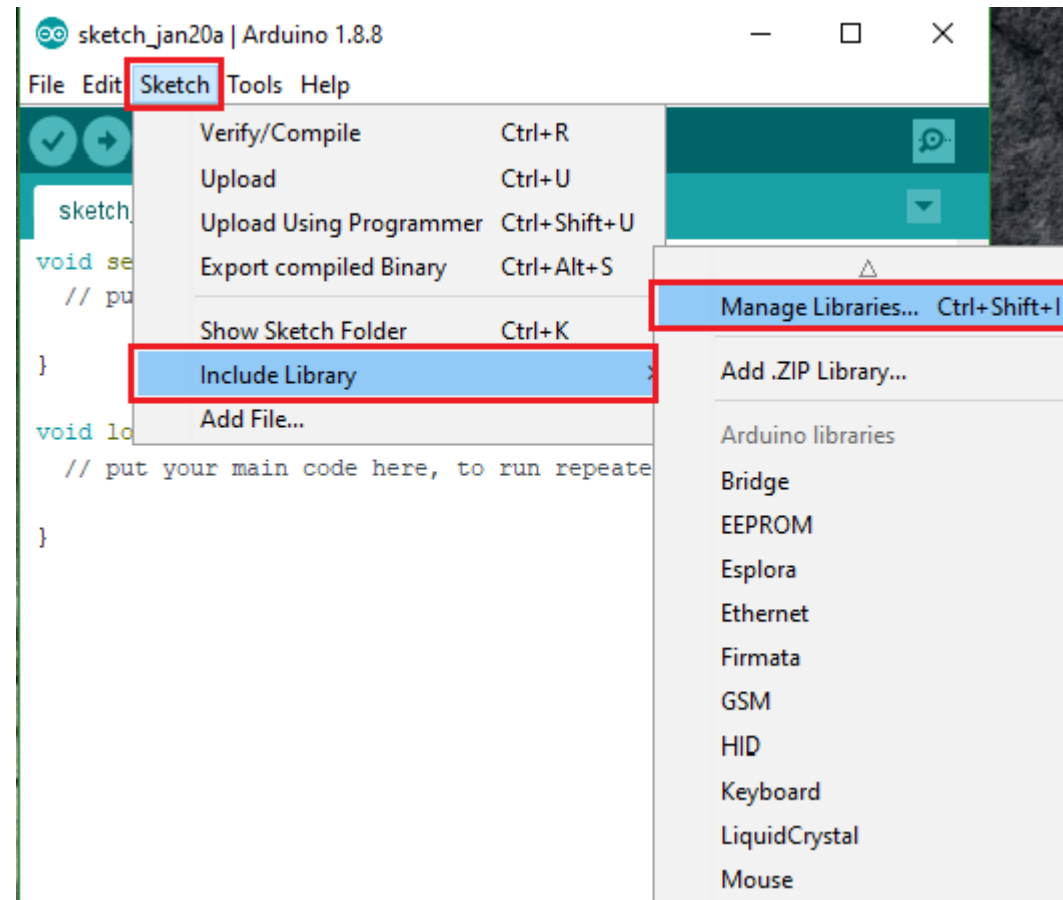 sketch_jan20a | Arduino 1.8.8
File Edit Sketch Tools Help
Verify/Compile Ctrl+R
Upload Ctrl+U
sketch_
Upload Using Programmer Ctrl+Shift+U
void se
Export compiled Binary Ctrl+Alt+S
// pu
Manage Libraries... Ctrl+Shift+I
Show Sketch Folder Ctrl+K
}
Include Library
Add .ZIP Library...
Add File...
void lo
Arduino libraries
// put your main code here, to run repeate
Bridge
EEPROM
}
Esplora
Ethernet
Firmata
GSM
HID
Keyboard
LiquidCrystal
Mouse